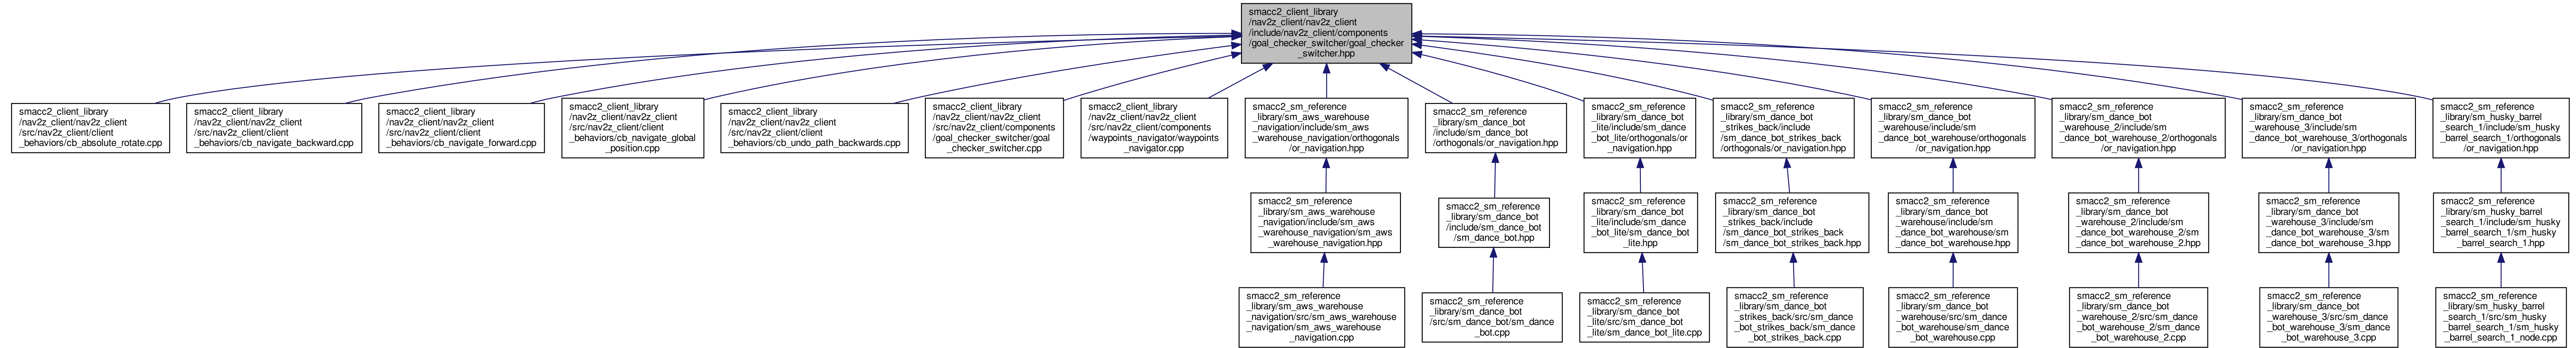 smacc2_client_library
/nav2z_client/nav2z_client
/include/nav2z_client/components
/goal_checker_switcher/goal_checker
_switcher.hpp
smacc2_client_library
/nav2z_client/nav2z_client
/src/nav2z_client/client
_behaviors/cb_absolute_rotate.cpp
smacc2_client_library
/nav2z_client/nav2z_client
/src/nav2z_client/client
_behaviors/cb_navigate_backward.cpp
smacc2_client_library
/nav2z_client/nav2z_client
/src/nav2z_client/client
_behaviors/cb_navigate_forward.cpp
smacc2_client_library
/nav2z_client/nav2z_client
/src/nav2z_client/client
_behaviors/cb_navigate_global
_position.cpp
smacc2_client_library
/nav2z_client/nav2z_client
/src/nav2z_client/client
_behaviors/cb_undo_path_backwards.cpp
smacc2_client_library
/nav2z_client/nav2z_client
/src/nav2z_client/components
/goal_checker_switcher/goal
_checker_switcher.cpp
smacc2_client_library
/nav2z_client/nav2z_client
/src/nav2z_client/components
/waypoints_navigator/waypoints
_navigator.cpp
smacc2_sm_reference
_library/sm_aws_warehouse
_navigation/include/sm_aws
_warehouse_navigation/orthogonals
/or_navigation.hpp
smacc2_sm_reference
_library/sm_dance_bot
/include/sm_dance_bot
/orthogonals/or_navigation.hpp
smacc2_sm_reference
_library/sm_dance_bot
_lite/include/sm_dance
_bot_lite/orthogonals/or
_navigation.hpp
smacc2_sm_reference
_library/sm_dance_bot
_strikes_back/include
/sm_dance_bot_strikes_back
/orthogonals/or_navigation.hpp
smacc2_sm_reference
_library/sm_dance_bot
_warehouse/include/sm
_dance_bot_warehouse/orthogonals
/or_navigation.hpp
smacc2_sm_reference
_library/sm_dance_bot
_warehouse_2/include/sm
_dance_bot_warehouse_2/orthogonals
/or_navigation.hpp
smacc2_sm_reference
_library/sm_dance_bot
_warehouse_3/include/sm
_dance_bot_warehouse_3/orthogonals
/or_navigation.hpp
smacc2_sm_reference
_library/sm_husky_barrel
_search_1/include/sm_husky
_barrel_search_1/orthogonals
/or_navigation.hpp
smacc2_sm_reference
_library/sm_aws_warehouse
_navigation/include/sm_aws
_warehouse_navigation/sm_aws
_warehouse_navigation.hpp
smacc2_sm_reference
_library/sm_dance_bot
/include/sm_dance_bot
/sm_dance_bot.hpp
smacc2_sm_reference
_library/sm_dance_bot
_lite/include/sm_dance
_bot_lite/sm_dance_bot
_lite.hpp
smacc2_sm_reference
_library/sm_dance_bot
_strikes_back/include
/sm_dance_bot_strikes_back
/sm_dance_bot_strikes_back.hpp
smacc2_sm_reference
_library/sm_dance_bot
_warehouse/include/sm
_dance_bot_warehouse/sm
_dance_bot_warehouse.hpp
smacc2_sm_reference
_library/sm_dance_bot
_warehouse_2/include/sm
_dance_bot_warehouse_2/sm
_dance_bot_warehouse_2.hpp
smacc2_sm_reference
_library/sm_dance_bot
_warehouse_3/include/sm
_dance_bot_warehouse_3/sm
_dance_bot_warehouse_3.hpp
smacc2_sm_reference
_library/sm_husky_barrel
_search_1/include/sm_husky
_barrel_search_1/sm_husky
_barrel_search_1.hpp
smacc2_sm_reference
_library/sm_aws_warehouse
_navigation/src/sm_aws_warehouse
_navigation/sm_aws_warehouse
_navigation.cpp
smacc2_sm_reference
_library/sm_dance_bot
/src/sm_dance_bot/sm_dance
_bot.cpp
smacc2_sm_reference
_library/sm_dance_bot
_lite/src/sm_dance_bot
_lite/sm_dance_bot_lite.cpp
smacc2_sm_reference
_library/sm_dance_bot
_strikes_back/src/sm_dance
_bot_strikes_back/sm_dance
_bot_strikes_back.cpp
smacc2_sm_reference
_library/sm_dance_bot
_warehouse/src/sm_dance
_bot_warehouse/sm_dance
_bot_warehouse.cpp
smacc2_sm_reference
_library/sm_dance_bot
_warehouse_2/src/sm_dance
_bot_warehouse_2/sm_dance
_bot_warehouse_2.cpp
smacc2_sm_reference
_library/sm_dance_bot
_warehouse_3/src/sm_dance
_bot_warehouse_3/sm_dance
_bot_warehouse_3.cpp
smacc2_sm_reference
_library/sm_husky_barrel
_search_1/src/sm_husky
_barrel_search_1/sm_husky
_barrel_search_1_node.cpp